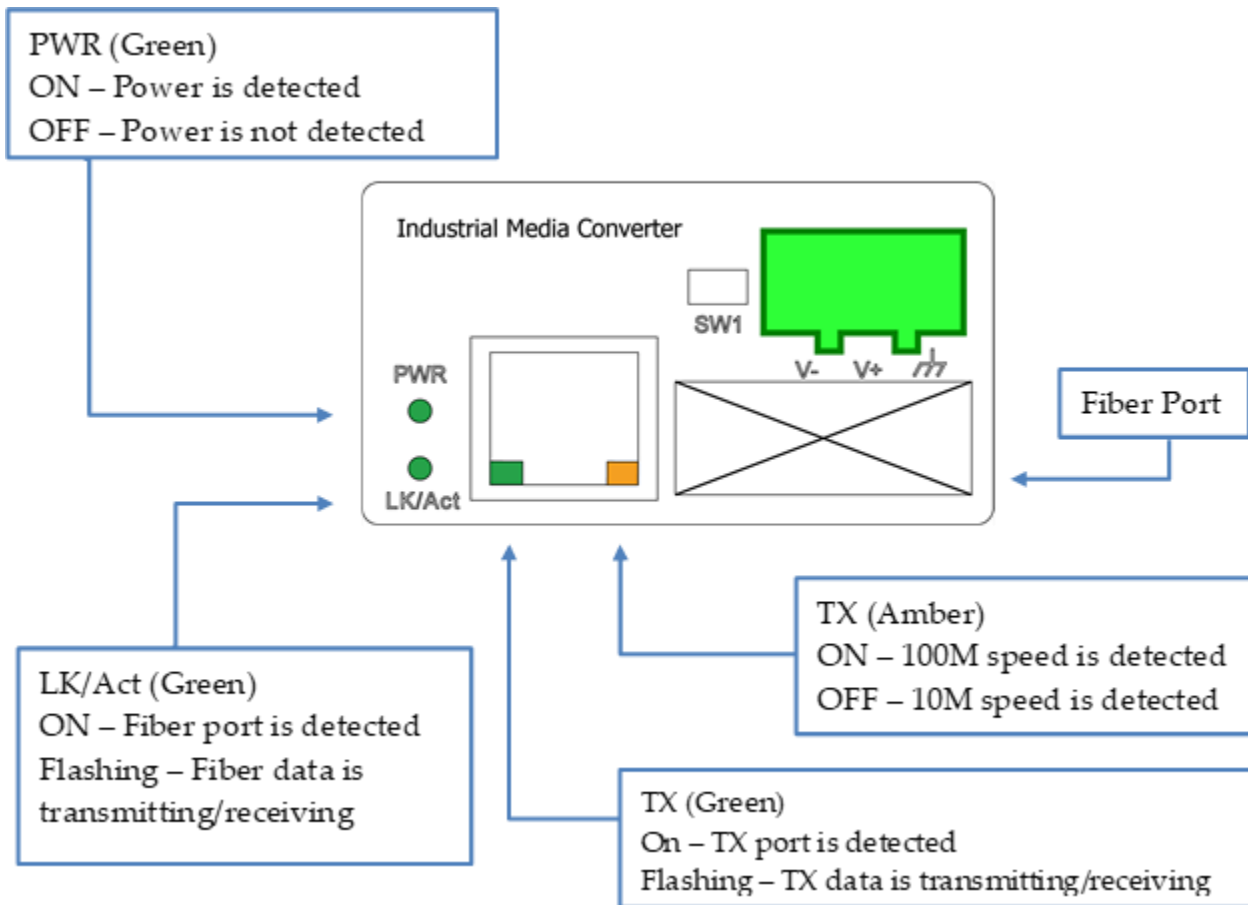 PWR (Green)
ON – Power is detected
OFF – Power is not detected
Industrial Media Converter
SW1
V-
V+
PWR
LK/Act
Fiber Port
LK/Act (Green)
ON – Fiber port is detected
Flashing – Fiber data is
transmitting/receiving
TX (Amber)
ON – 100M speed is detected
OFF – 10M speed is detected
TX (Green)
On – TX port is detected
Flashing – TX data is transmitting/receiving